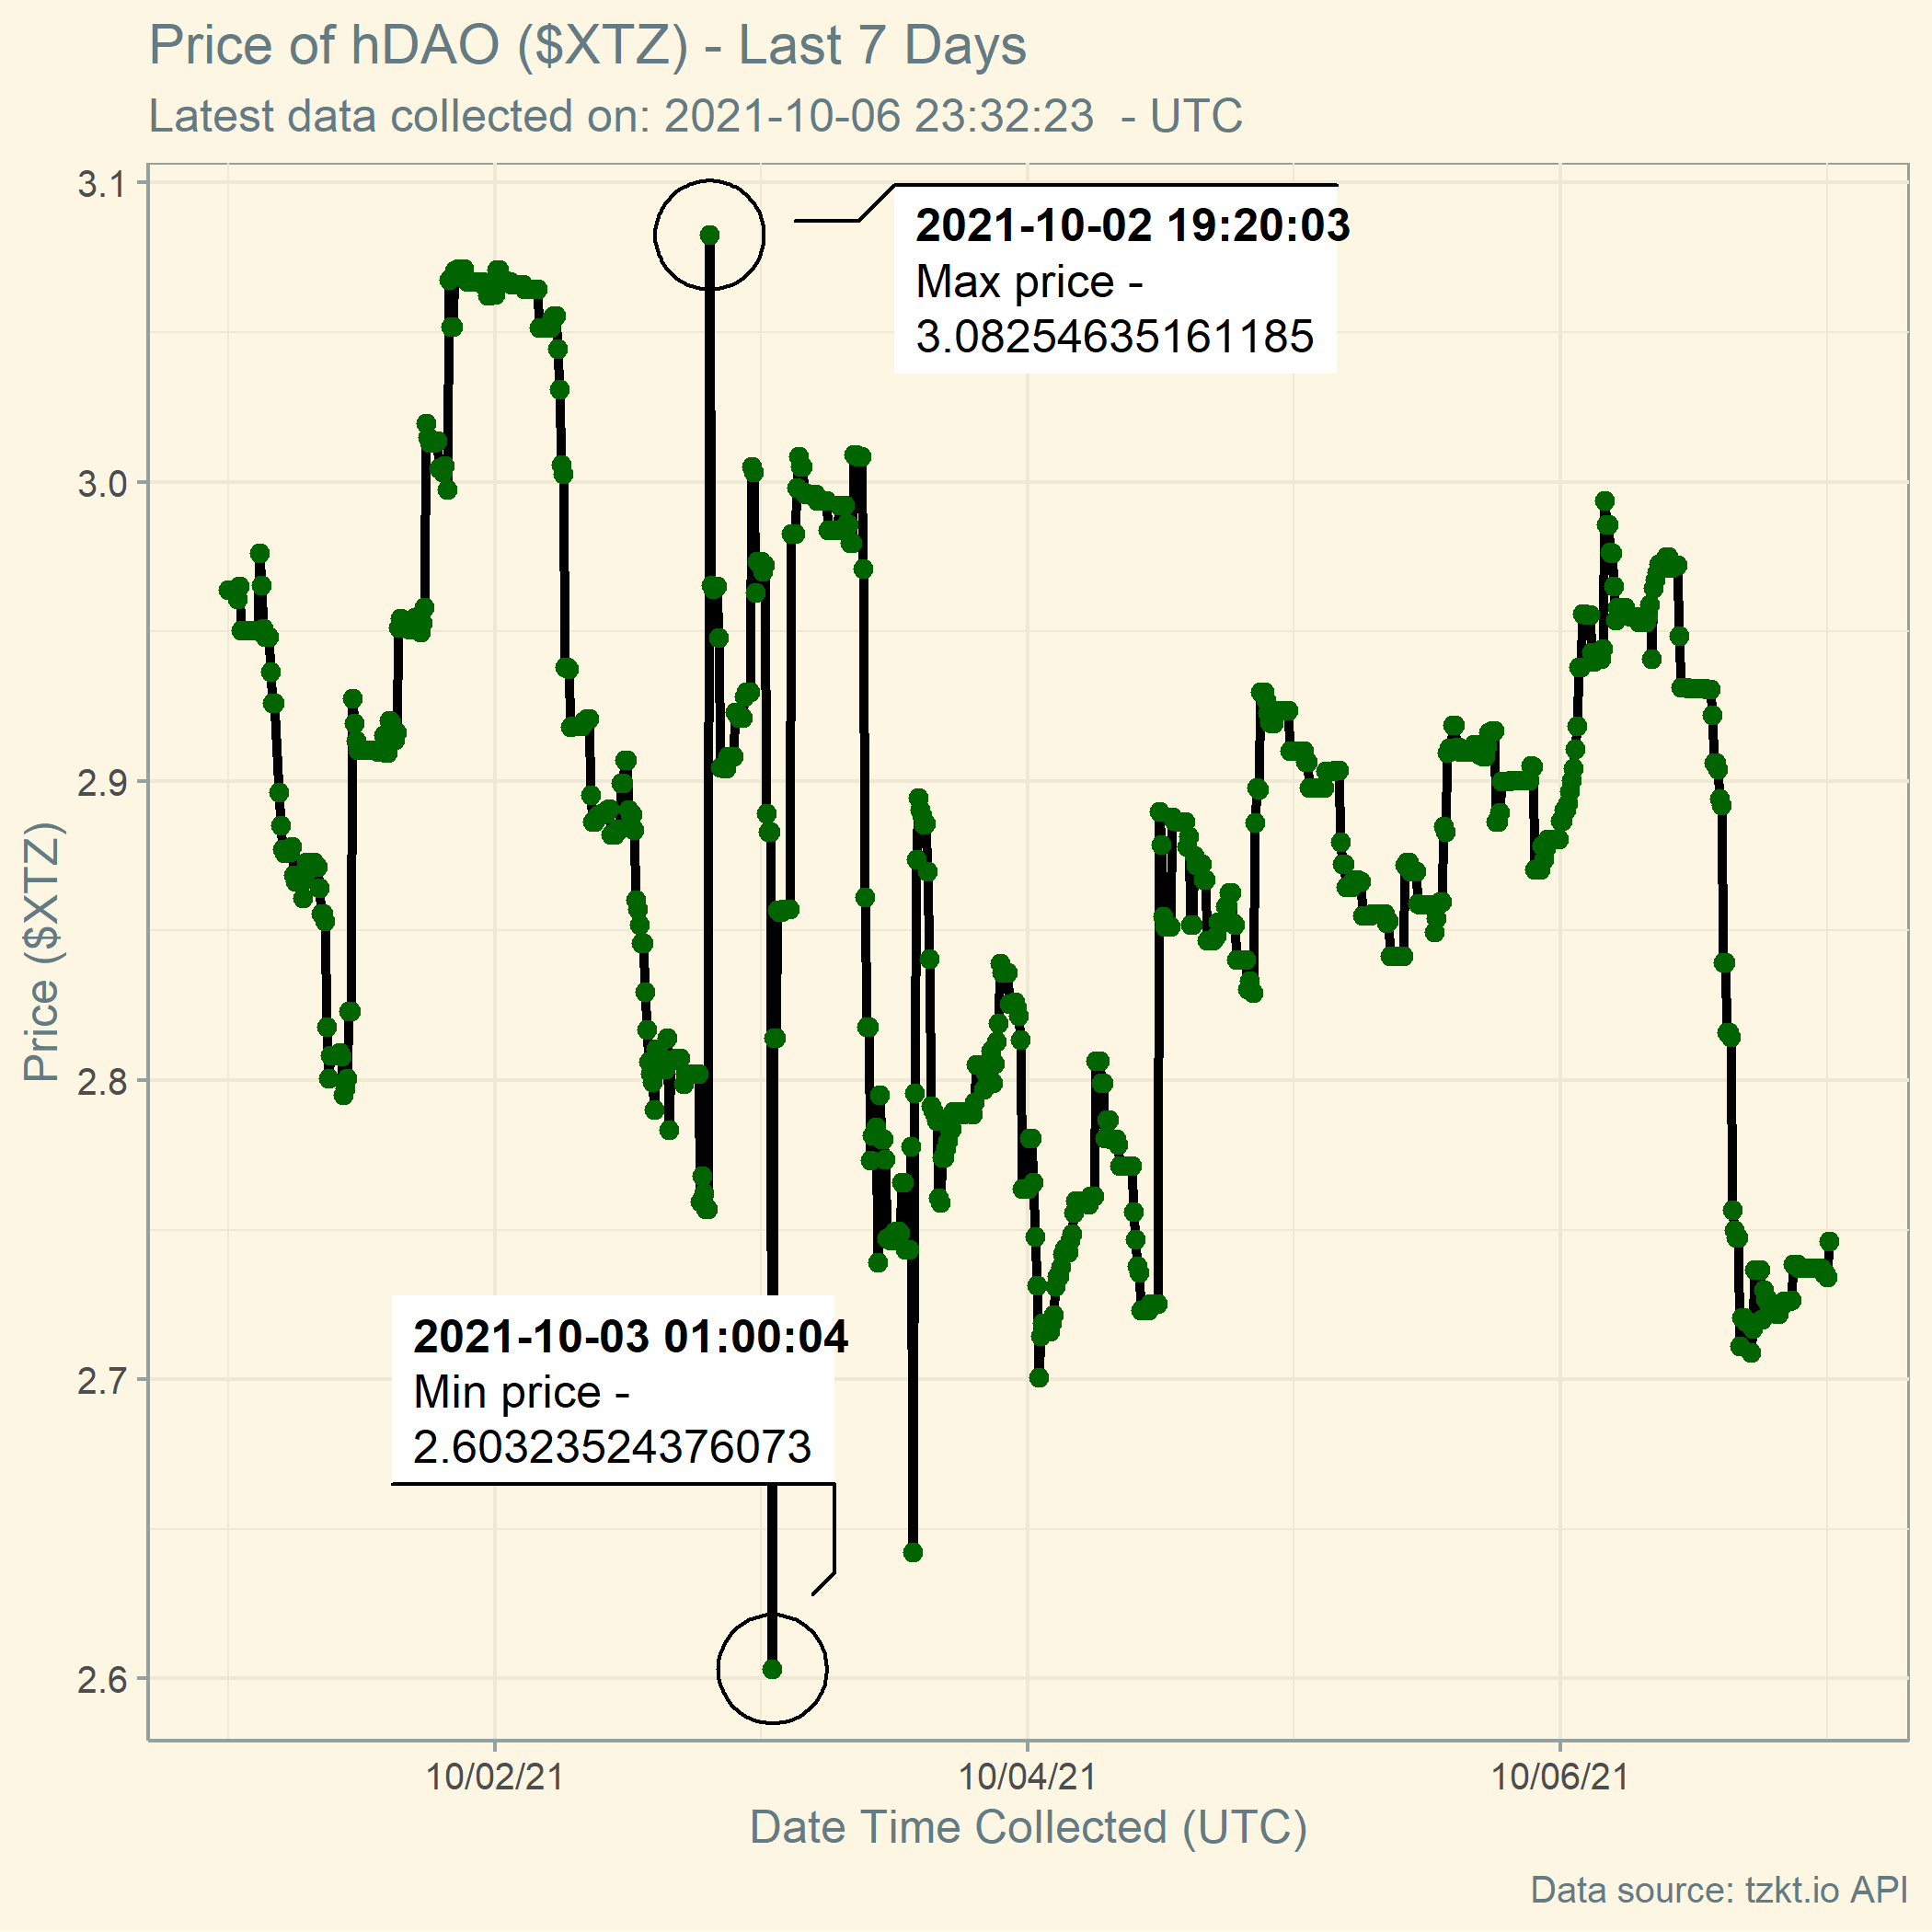 Price of hDAO ($XTZ) - Last 7 Days
Latest data collected on: 2021-10-06 23:32:23  - UTC
Price ($XTZ)
3.1
3.0
2.9
2.8
2.7
2.6
2021-10-02 19:20:03
Max price -
3.08254635161185
2021-10-03 01:00:04
Min price -
2.60323524376073
10/02/21
10/04/21
10/06/21
Date Time Collected (UTC)
Data source: tzkt.io API